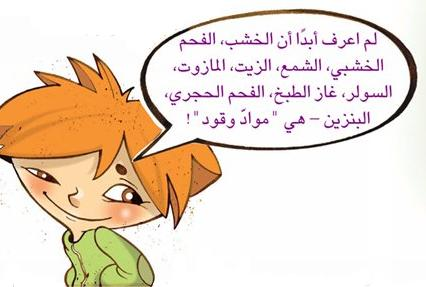 لم اعرف أبدًا أن الخشب، الفحم
الخشبي، الشمع، الزيت، المازوت،
السولر، غاز الطبخ، الفحم الحجري،
البنزين – هي "موادّ وقود"!